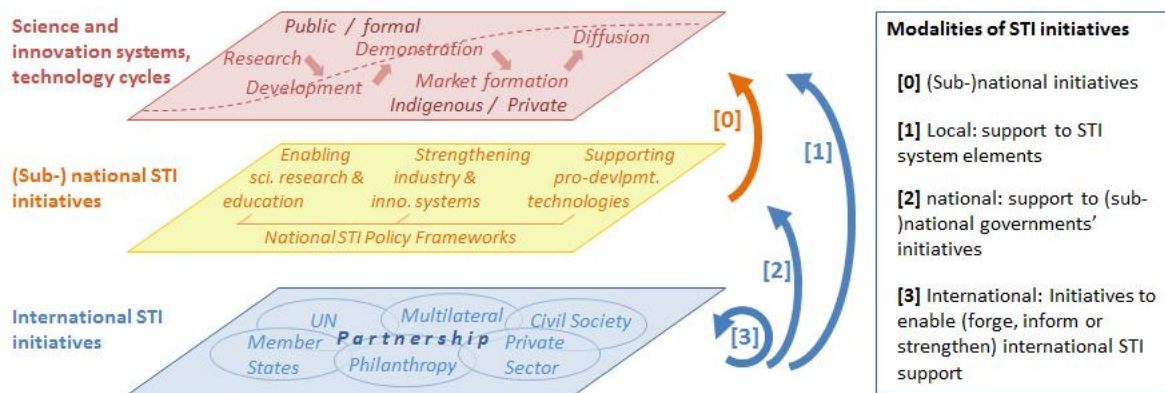 Science and
innovation systems,
technology cycles
Public / formal
Research
Development
Demonstration
Market formation
Diffusion
Indigenous / Private
(Sub-) national STI
initiatives
Enabling
sci. research &
education
Strengthening
industry &
inno. systems
Supporting
pro-devlpmt.
technologies
National STI Policy Frameworks
International STI
initiatives
UN
Multilateral
Civil Society
Partnership
Member
States
Philanthropy
Private
Sector
[0]
[1]
[2]
[3]
Modalities of STI initiatives
[0] (Sub-)national initiatives
[1] Local: support to STI
system elements
[2] national: support to (sub-
)national governments’
initiatives
[3] International: Initiatives to
enable (forge, inform or
strengthen) international STI
support